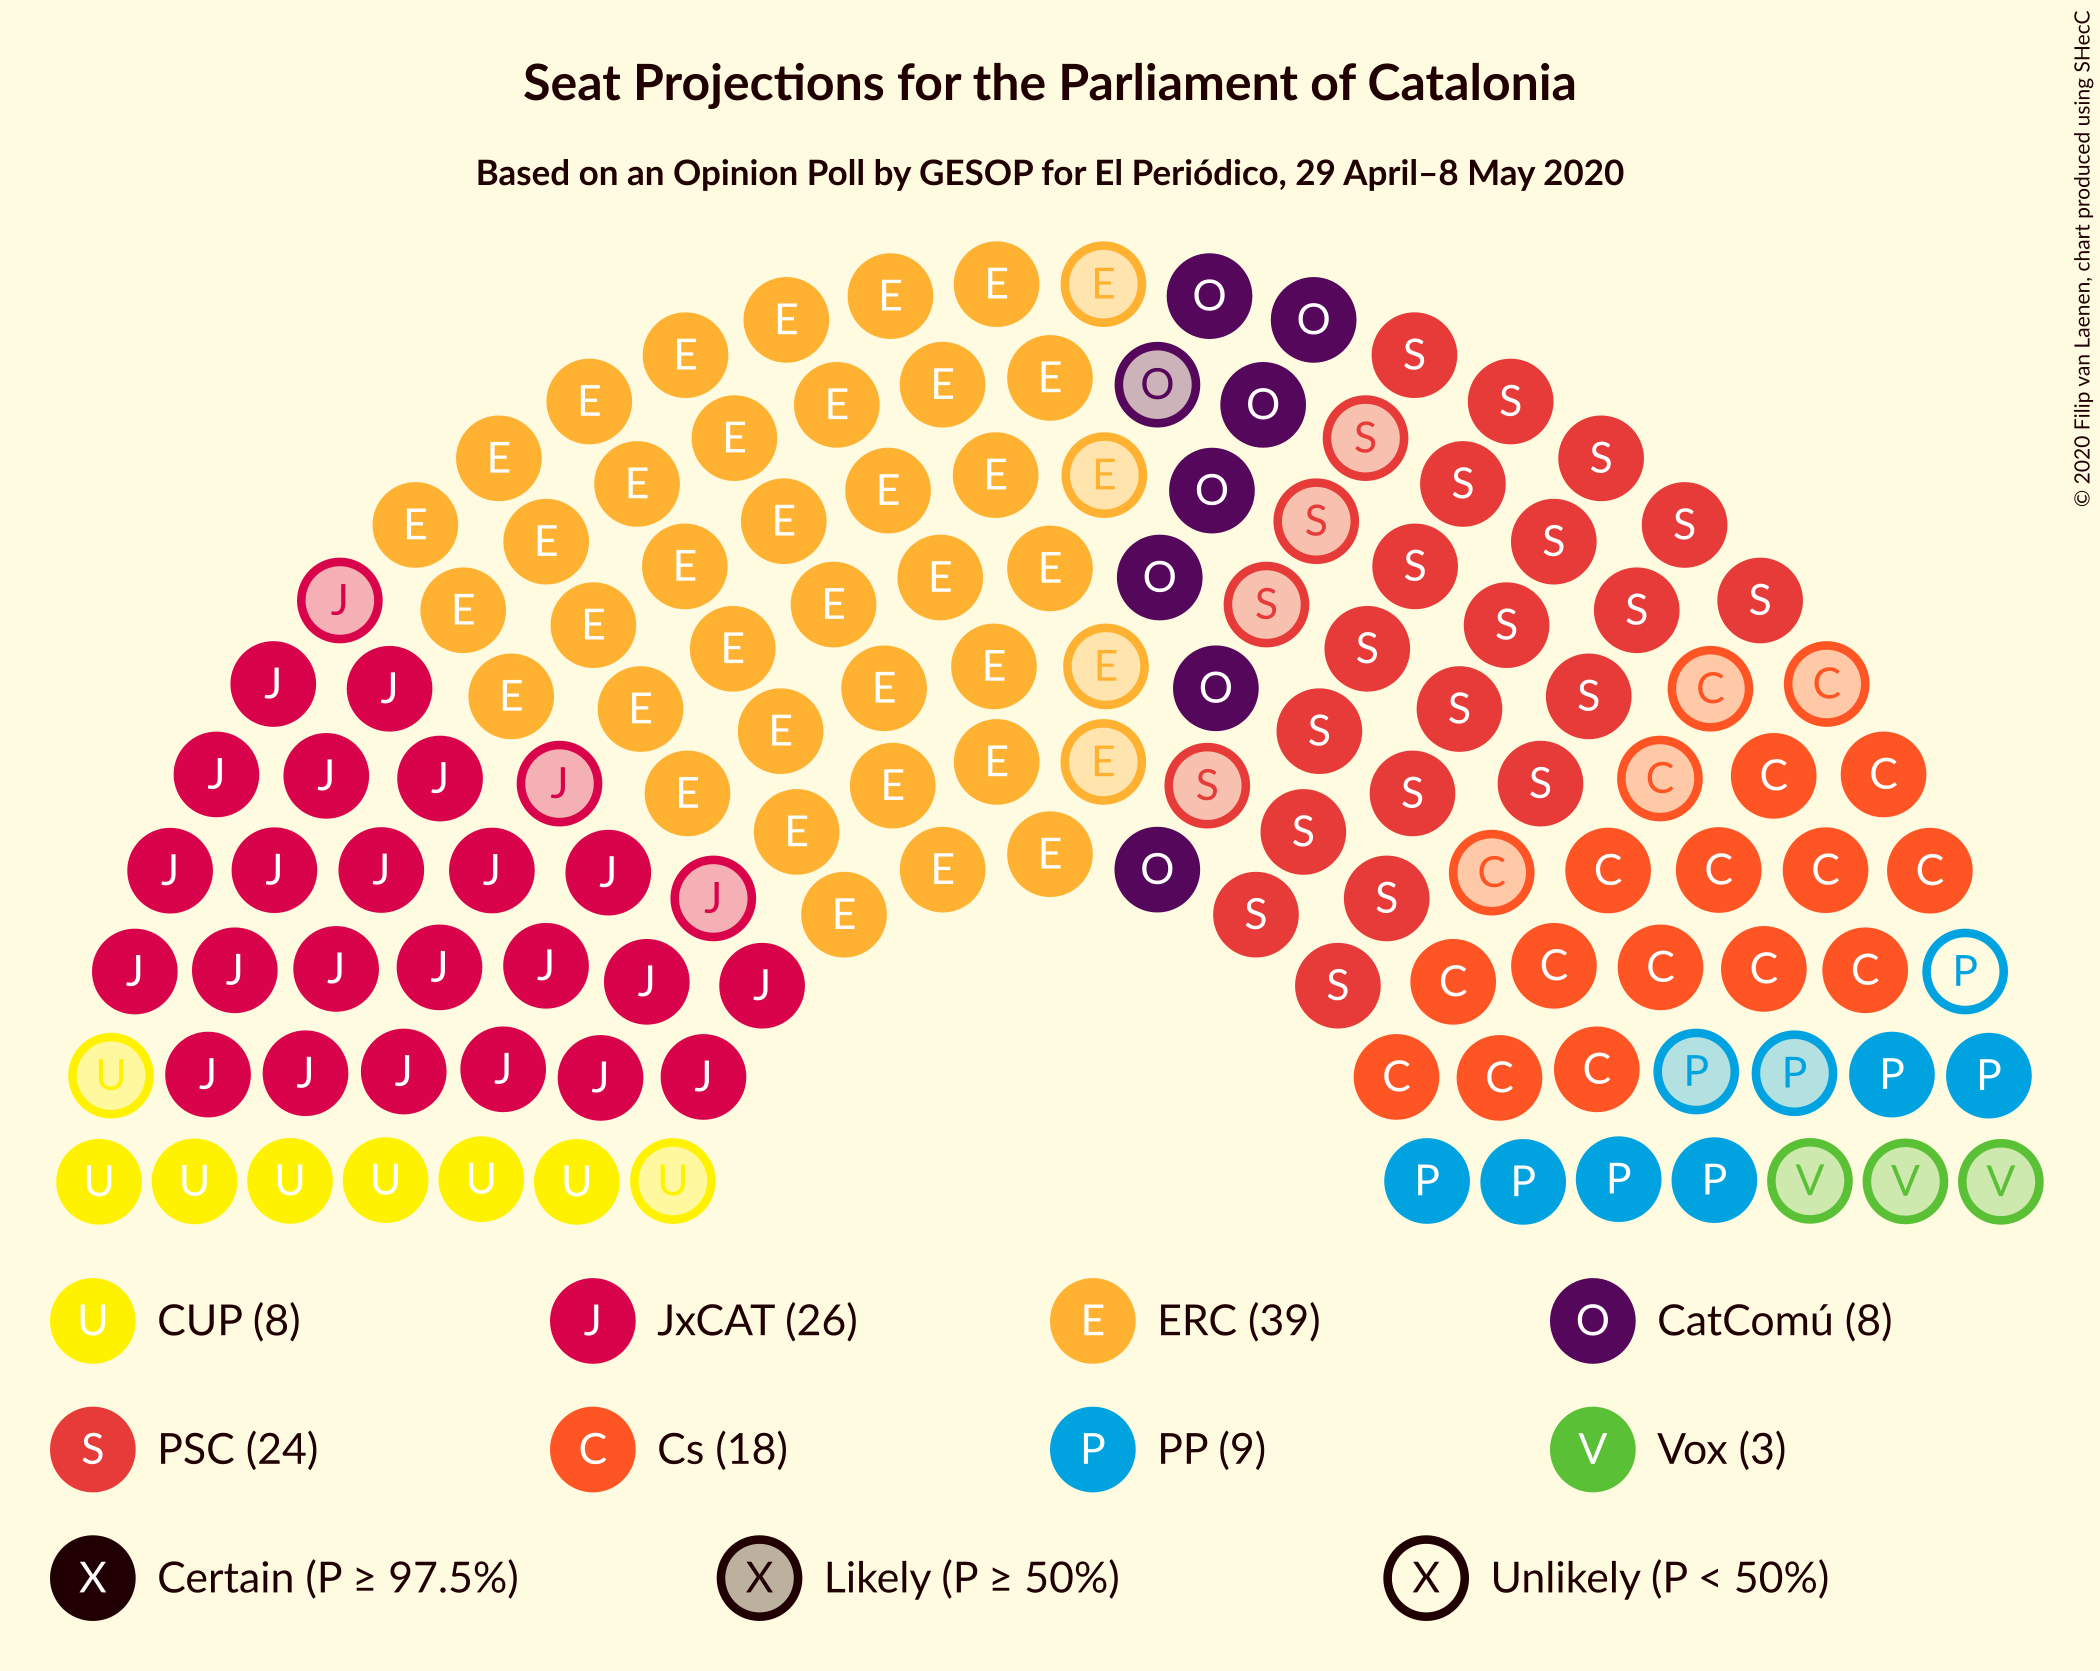 Seat Projections for the Parliament of Catalonia
Based on an Opinion Poll by GESOP for El Periódico, 29 April–8 May 2020
© 2020 Filip van Laenen, chart produced using SHecC
E E E E O O
E E E E E O O S S
E E E E E E O S S S
E E E E E E O S S S S
J E E E E E E S S S S S
J J E E E E O S S S C C
J J J J E E E E S S S C C C
J J J J J J E E E E O S S S C C C C C
J J J J J J J S C C C C C P
U J J J J J J C C C P P P P
U U U U U U U P P P P V V V
U CUP (8)
J JxCAT (26)
E ERC (39)
O CatComú (8)
S PSC (24)
C Cs (18)
P PP (9)
V Vox (3)
X Certain (P ≥ 97.5%)
X Likely (P ≥ 50%)
X Unlikely (P < 50%)